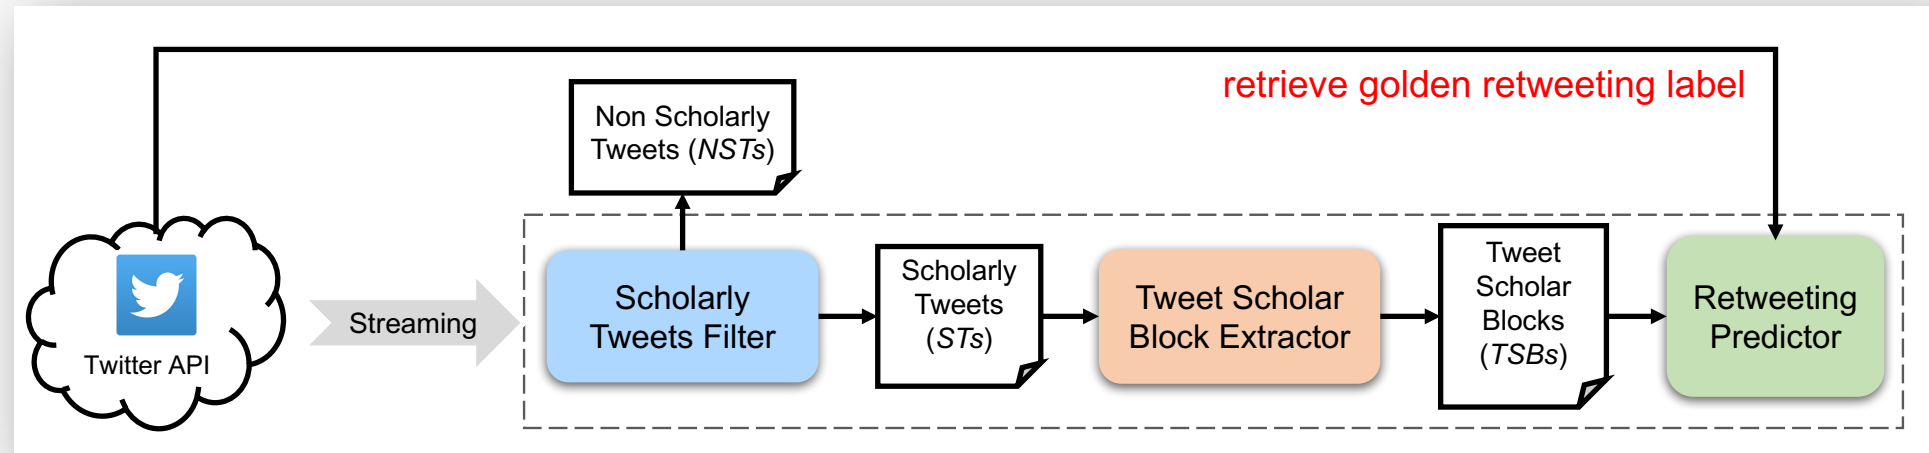 retrieve golden retweeting label
Non Scholarly
Tweets (NSTs)
Twitter API
Streaming
Scholarly
Tweets Filter
Scholarly
Tweets
(STs)
Tweet Scholar
Block Extractor
Tweet
Scholar
Blocks
(TSBs)
Retweeting
Predictor